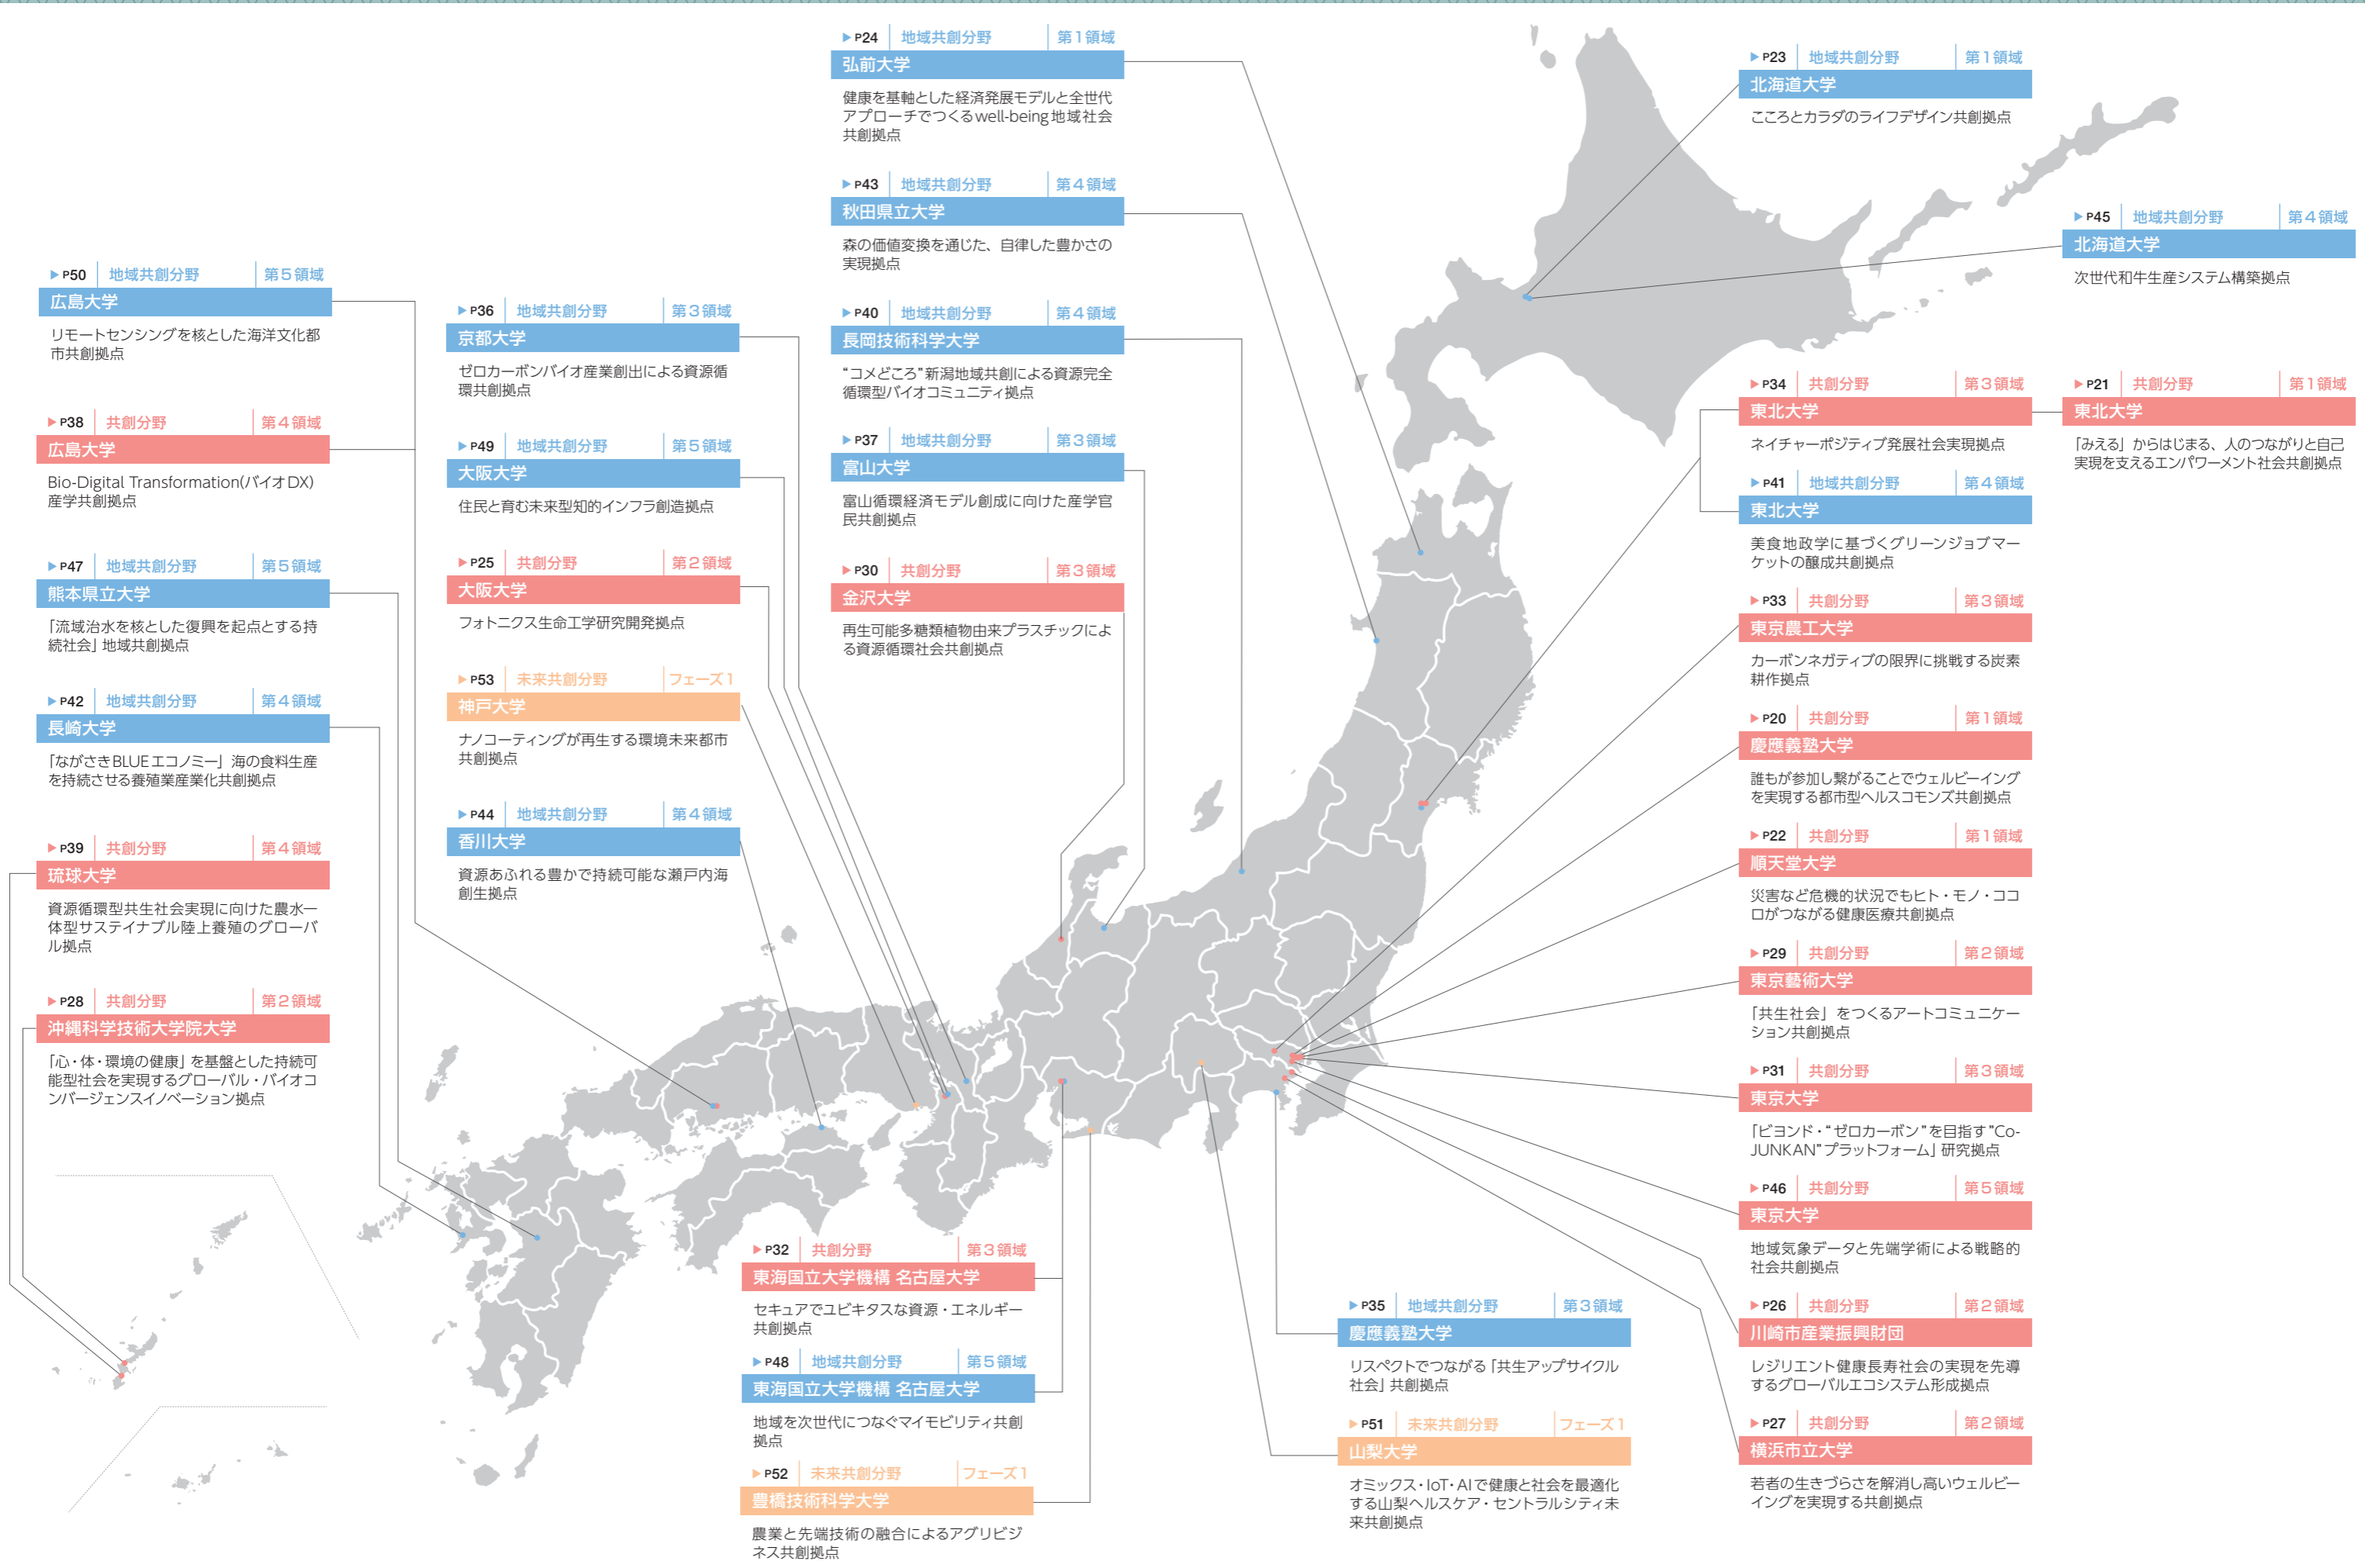 ▶P50 地域共創分野 第5領域
広島大学
リモートセンシングを核とした海洋文化都
市共創拠点
▶P38 共創分野 第4領域
広島大学
Bio-Digital Transformation(バイオDX)
産学共創拠点
▶P47 地域共創分野 第5領域
熊本県立大学
「流域治水を核とした復興を起点とする持
続社会」地域共創拠点
▶P42 地域共創分野 第4領域
長崎大学
「ながさきBLUEエコノミー」海の食料生産
を持続させる養殖業産業化共創拠点
▶P39 共創分野 第4領域
琉球大学
資源循環型共生社会実現に向けた農水一
体型サステイナブル陸上養殖のグローバ
ル拠点
▶P28 共創分野 第2領域
沖縄科学技術大学院大学
「心・体・環境の健康」を基盤とした持続可
能型社会を実現するグローバル・バイオコ
ンバージェンスイノベーション拠点
▶P36 地域共創分野 第3領域
京都大学
ゼロカーボンバイオ産業創出による資源循
環共創拠点
▶P49 地域共創分野 第5領域
大阪大学
住民と育む未来型知的インフラ創造拠点
▶P25 共創分野 第2領域
大阪大学
フォトニクス生命工学研究開発拠点
▶P53 未来共創分野 フェーズ1
神戸大学
ナノコーティングが再生する環境未来都市
共創拠点
▶P44 地域共創分野 第4領域
香川大学
資源あふれる豊かで持続可能な瀬戸内海
創生拠点
▶P24 地域共創分野 第1領域
弘前大学
健康を基軸とした経済発展モデルと全世代
アプローチでつくるwell-being地域社会
共創拠点
▶P43 地域共創分野 第4領域
秋田県立大学
森の価値変換を通じた、自律した豊かさの
実現拠点
▶P40 地域共創分野 第4領域
長岡技術科学大学
“コメどころ”新潟地域共創による資源完全
循環型バイオコミュニティ拠点
▶P37 地域共創分野 第3領域
富山大学
富山循環経済モデル創成に向けた産学官
民共創拠点
▶P30 共創分野 第3領域
金沢大学
再生可能多糖類植物由来プラスチックによ
る資源循環社会共創拠点
▶P32 共創分野 第3領域
東海国立大学機構 名古屋大学
セキュアでユビキタスな資源・エネルギー
共創拠点
▶P48 地域共創分野 第5領域
東海国立大学機構 名古屋大学
地域を次世代につなぐマイモビリティ共創
拠点
▶P52 未来共創分野 フェーズ1
豊橋技術科学大学
農業と先端技術の融合によるアグリビジ
ネス共創拠点
▶P35 地域共創分野 第3領域
慶應義塾大学
リスペクトでつながる「共生アップサイクル
社会」共創拠点
▶P51 未来共創分野 フェーズ1
山梨大学
オミックス・IoT・AIで健康と社会を最適化
する山梨ヘルスケア・セントラルシティ未
来共創拠点
▶P23 地域共創分野 第1領域
北海道大学
こころとカラダのライフデザイン共創拠点
▶P45 地域共創分野 第4領域
北海道大学
次世代和牛生産システム構築拠点
▶P34 共創分野 第3領域
東北大学
ネイチャーポジティブ発展社会実現拠点
▶P21 共創分野 第1領域
東北大学
「みえる」からはじまる、人のつながりと自己
実現を支えるエンパワーメント社会共創拠点
▶P41 地域共創分野 第4領域
東北大学
美食地政学に基づくグリーンジョブマー
ケットの醸成共創拠点
▶P33 共創分野 第3領域
東京農工大学
カーボンネガティブの限界に挑戦する炭素
耕作拠点
▶P20 共創分野 第1領域
慶應義塾大学
誰もが参加し繋がることでウェルビーイング
を実現する都市型ヘルスコモンズ共創拠点
▶P22 共創分野 第1領域
順天堂大学
災害など危機的状況でもヒト・モノ・ココ
ロがつながる健康医療共創拠点
▶P29 共創分野 第2領域
東京藝術大学
「共生社会」をつくるアートコミュニケー
ション共創拠点
▶P31 共創分野 第3領域
東京大学
「ビヨンド・“ゼロカーボン”を目指す”Co-
JUNKAN”プラットフォーム」研究拠点
▶P46 共創分野 第5領域
東京大学
地域気象データと先端学術による戦略的
社会共創拠点
▶P26 共創分野 第2領域
川崎市産業振興財団
レジリエント健康長寿社会の実現を先導
するグローバルエコシステム形成拠点
▶P27 共創分野 第2領域
横浜市立大学
若者の生きづらさを解消し高いウェルビー
イングを実現する共創拠点